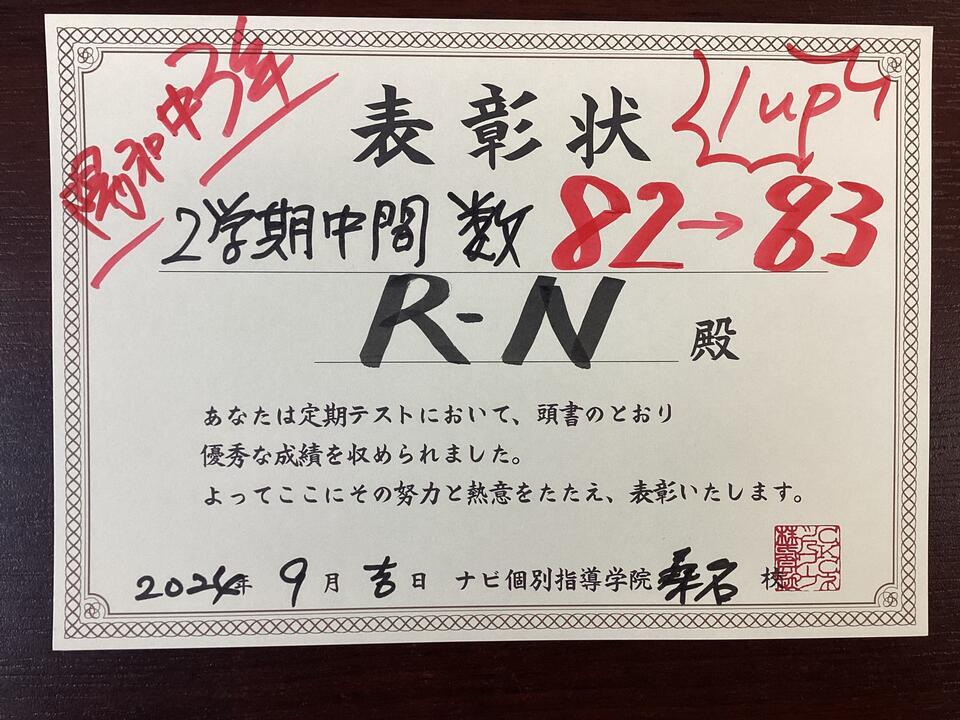 陽和中3年
表彰状
1up
2学期中間 数 82→83
R-N 殿
あなたは定期テストにおいて、頭書のとおり
優秀な成績を収められました。
よってここにその努力と熱意をたたえ、表彰いたします。
2024年 9月 吉日 ナビ個別指導学院 桑名 校